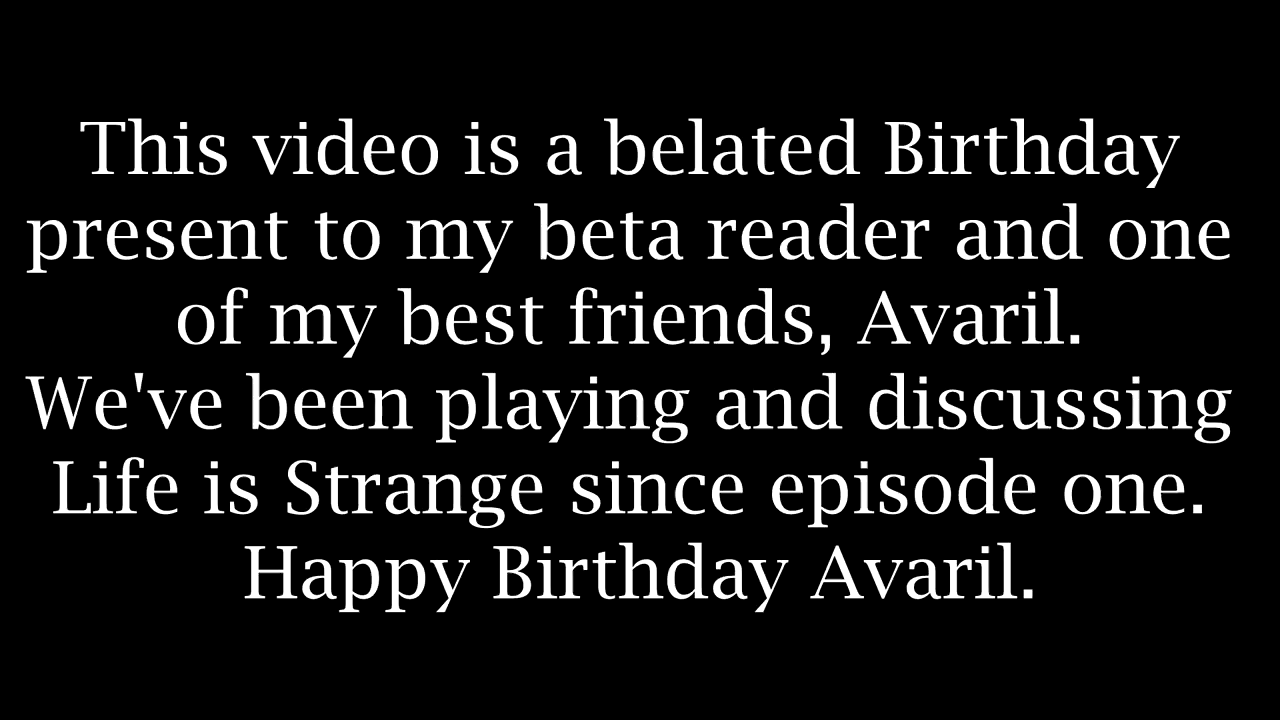 This video is a belated Birthday
present to my beta reader and one
of my best friends, Avaril.
We've been playing and discussing
Life is Strange since episode one.
Happy Birthday Avaril.